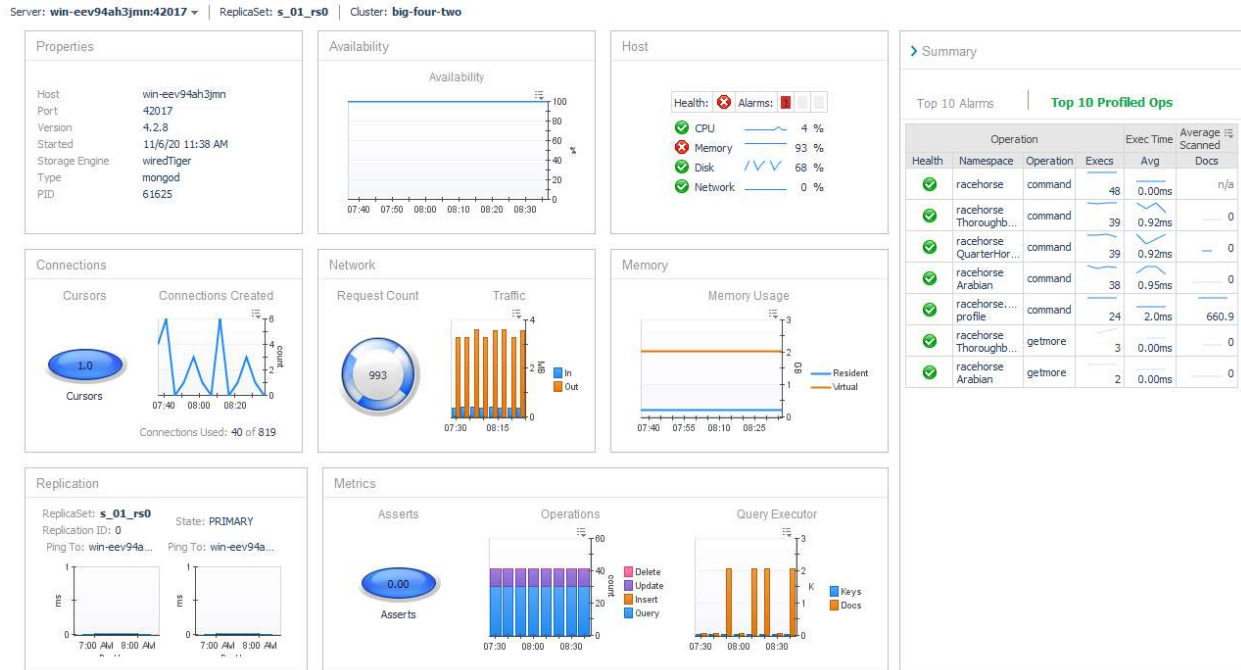 Server: win-eev94ah3jmn:42017 ReplicaSet: s_01_rs0 Cluster: big-four-two
Properties
Host win-eev94ah3jmn
Port 42017
Version 4.2.8
Started 11/6/20 11:38 AM
Storage Engine wiredTiger
Type mongod
PID 61625
Availability
Availability
100
80
60
40
20
0
%
07:40 07:50 08:00 08:10 08:20 08:30
Host
Health: Alarms: 1
CPU 4 %
Memory 93 %
Disk 68 %
Network 0 %
Summary
Top 10 Alarms Top 10 Profiled Ops
Operation Exec Time Average Scanned
Health Namespace Operation Execs Avg Docs
racehorse command 48 0.00ms n/a
racehorse Thoroughb... command 39 0.92ms 0
racehorse QuarterHor... command 39 0.92ms 0
racehorse Arabian command 38 0.95ms 0
racehorse.... profile command 24 2.0ms 660.9
racehorse Thoroughb... getmore 3 0.00ms 0
racehorse Arabian getmore 2 0.00ms 0
Connections
Cursors
1.0
Cursors
Connections Created
6
4
2
0
count
07:40 08:00 08:20
Connections Used: 40 of 819
Network
Request Count
993
Traffic
4
2
0
MB
In
Out
07:30 08:15
Memory
Memory Usage
3
2
1
0
GB
Resident
Virtual
07:40 07:55 08:10 08:25
Replication
ReplicaSet: s_01_rs0
Replication ID: 0
State: PRIMARY
Ping To: win-eev94a... Ping To: win-eev94a...
1
ms
0
7:00 AM 8:00 AM
1
ms
0
7:00 AM 8:00 AM
Metrics
Asserts
0.00
Asserts
Operations
60
40
20
0
count
Delete
Update
Insert
Query
07:30 08:00 08:30
Query Executor
3
2
1
0
K
Keys
Docs
07:30 08:00 08:30